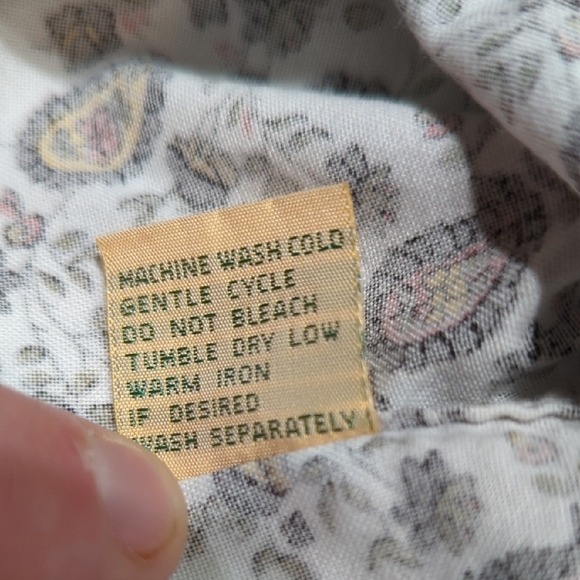 MACHINE WASH COLD
GENTLE CYCLE
DO NOT BLEACH
TUMBLE DRY LOW
WARM IRON
IF DESIRED
WASH SEPARATELY